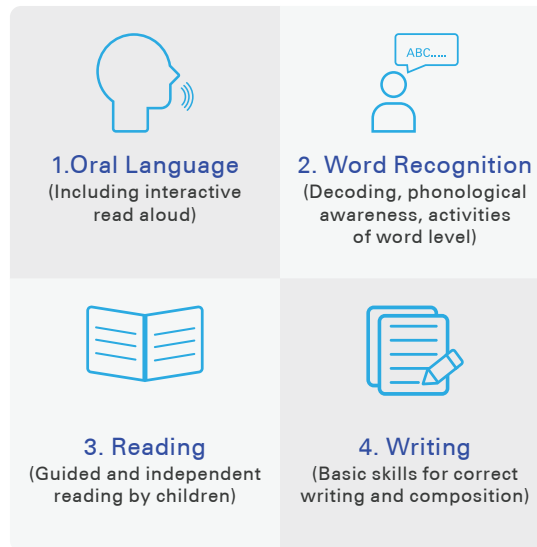 1.Oral Language
(Including interactive
read aloud)
ABC.....
2. Word Recognition
(Decoding, phonological
awareness, activities
of word level)
3. Reading
(Guided and independent
reading by children)
4. Writing
(Basic skills for correct
writing and composition)